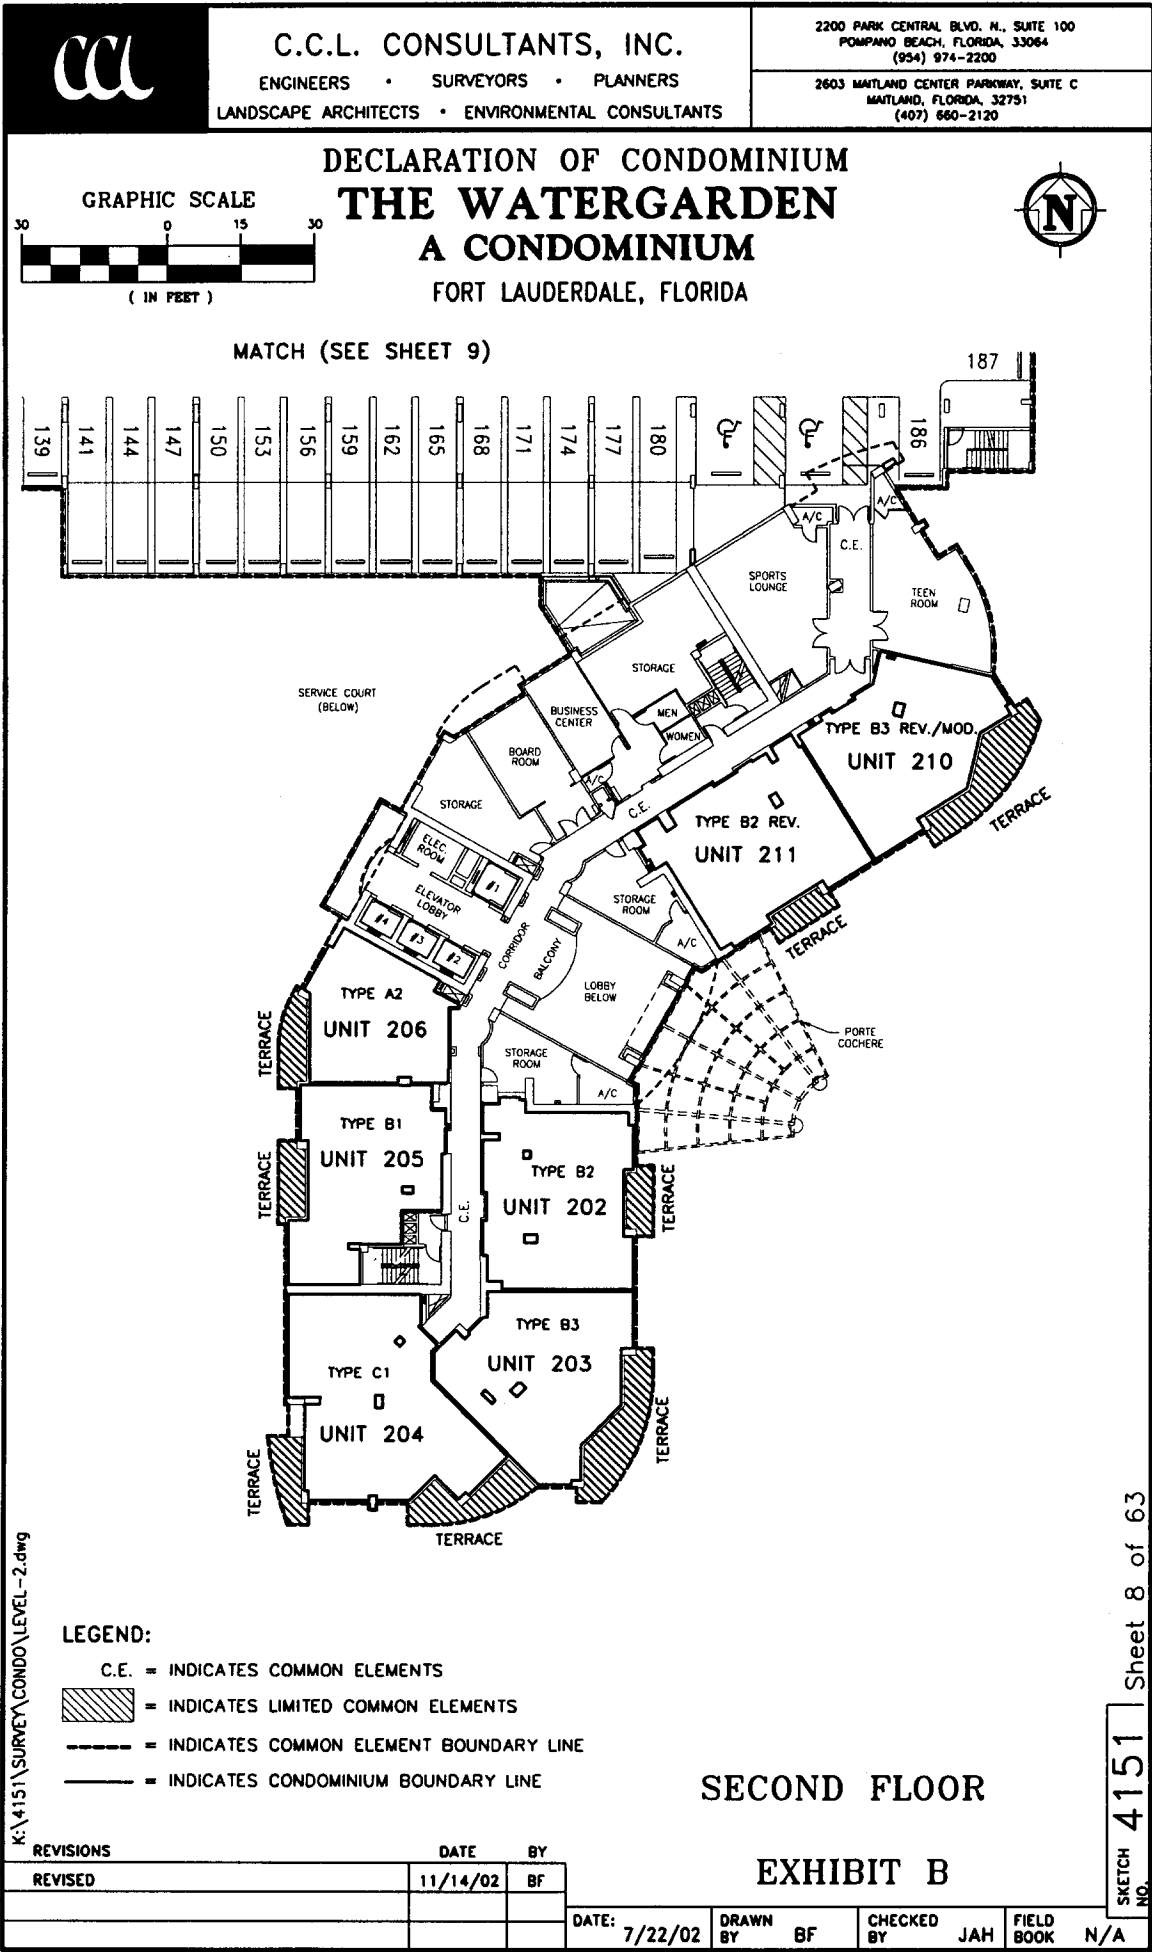 CCL
C.C.L. CONSULTANTS, INC.
ENGINEERS • SURVEYORS • PLANNERS
LANDSCAPE ARCHITECTS • ENVIRONMENTAL CONSULTANTS
2200 PARK CENTRAL BLVD. N., SUITE 100
POMPANO BEACH, FLORIDA, 33064
(954) 974-2200
2603 MAITLAND CENTER PARKWAY, SUITE C
MAITLAND, FLORIDA, 32751
(407) 660-2120
DECLARATION OF CONDOMINIUM
THE WATERGARDEN
A CONDOMINIUM
FORT LAUDERDALE, FLORIDA
GRAPHIC SCALE
30 0 15 30
( IN FEET )
N
MATCH (SEE SHEET 9)
187
139 141 144 147 150 153 156 159 162 165 168 171 174 177 180 186
A/C
A/C
C.E.
SPORTS
LOUNGE
TEEN
ROOM
STORAGE
SERVICE COURT
(BELOW)
BUSINESS
CENTER
MEN
WOMEN
BOARD
ROOM
A/C
STORAGE
C.E.
TYPE B3 REV./MOD.
UNIT 210
TERRACE
TYPE B2 REV.
UNIT 211
TERRACE
ELEC.
ROOM
#1
ELEVATOR
LOBBY
#4
#3
#2
CORRIDOR
BALCONY
STORAGE
ROOM
A/C
LOBBY
BELOW
PORTE
COCHERE
TYPE A2
UNIT 206
TERRACE
STORAGE
ROOM
A/C
TYPE B1
UNIT 205
TERRACE
C.E.
TYPE B2
UNIT 202
TERRACE
TYPE B3
UNIT 203
TERRACE
TYPE C1
UNIT 204
TERRACE
TERRACE
LEGEND:
C.E. = INDICATES COMMON ELEMENTS
= INDICATES LIMITED COMMON ELEMENTS
= INDICATES COMMON ELEMENT BOUNDARY LINE
= INDICATES CONDOMINIUM BOUNDARY LINE
K:\4151\SURVEY\CONDO\LEVEL-2.dwg
SECOND FLOOR
EXHIBIT B
SKETCH NO. 4151 Sheet 8 of 63
REVISIONS DATE BY
REVISED 11/14/02 BF
DATE: 7/22/02
DRAWN BY BF
CHECKED BY JAH
FIELD BOOK N/A